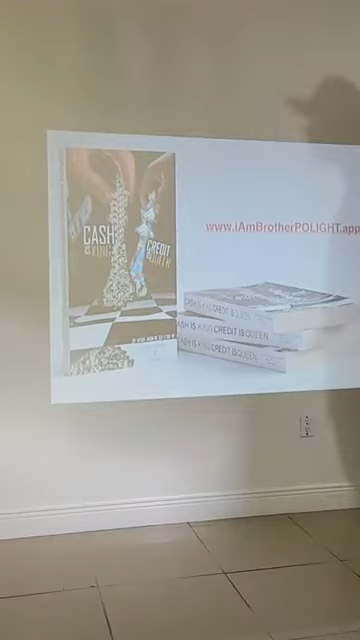 CASH
IS KING
CREDIT
IS QUEEN
www.iAmBrotherPOLIGHT.app
CASH IS KING CREDIT IS QUEEN
CASH IS KING CREDIT IS QUEEN
CASH IS KING CREDIT IS QUEEN